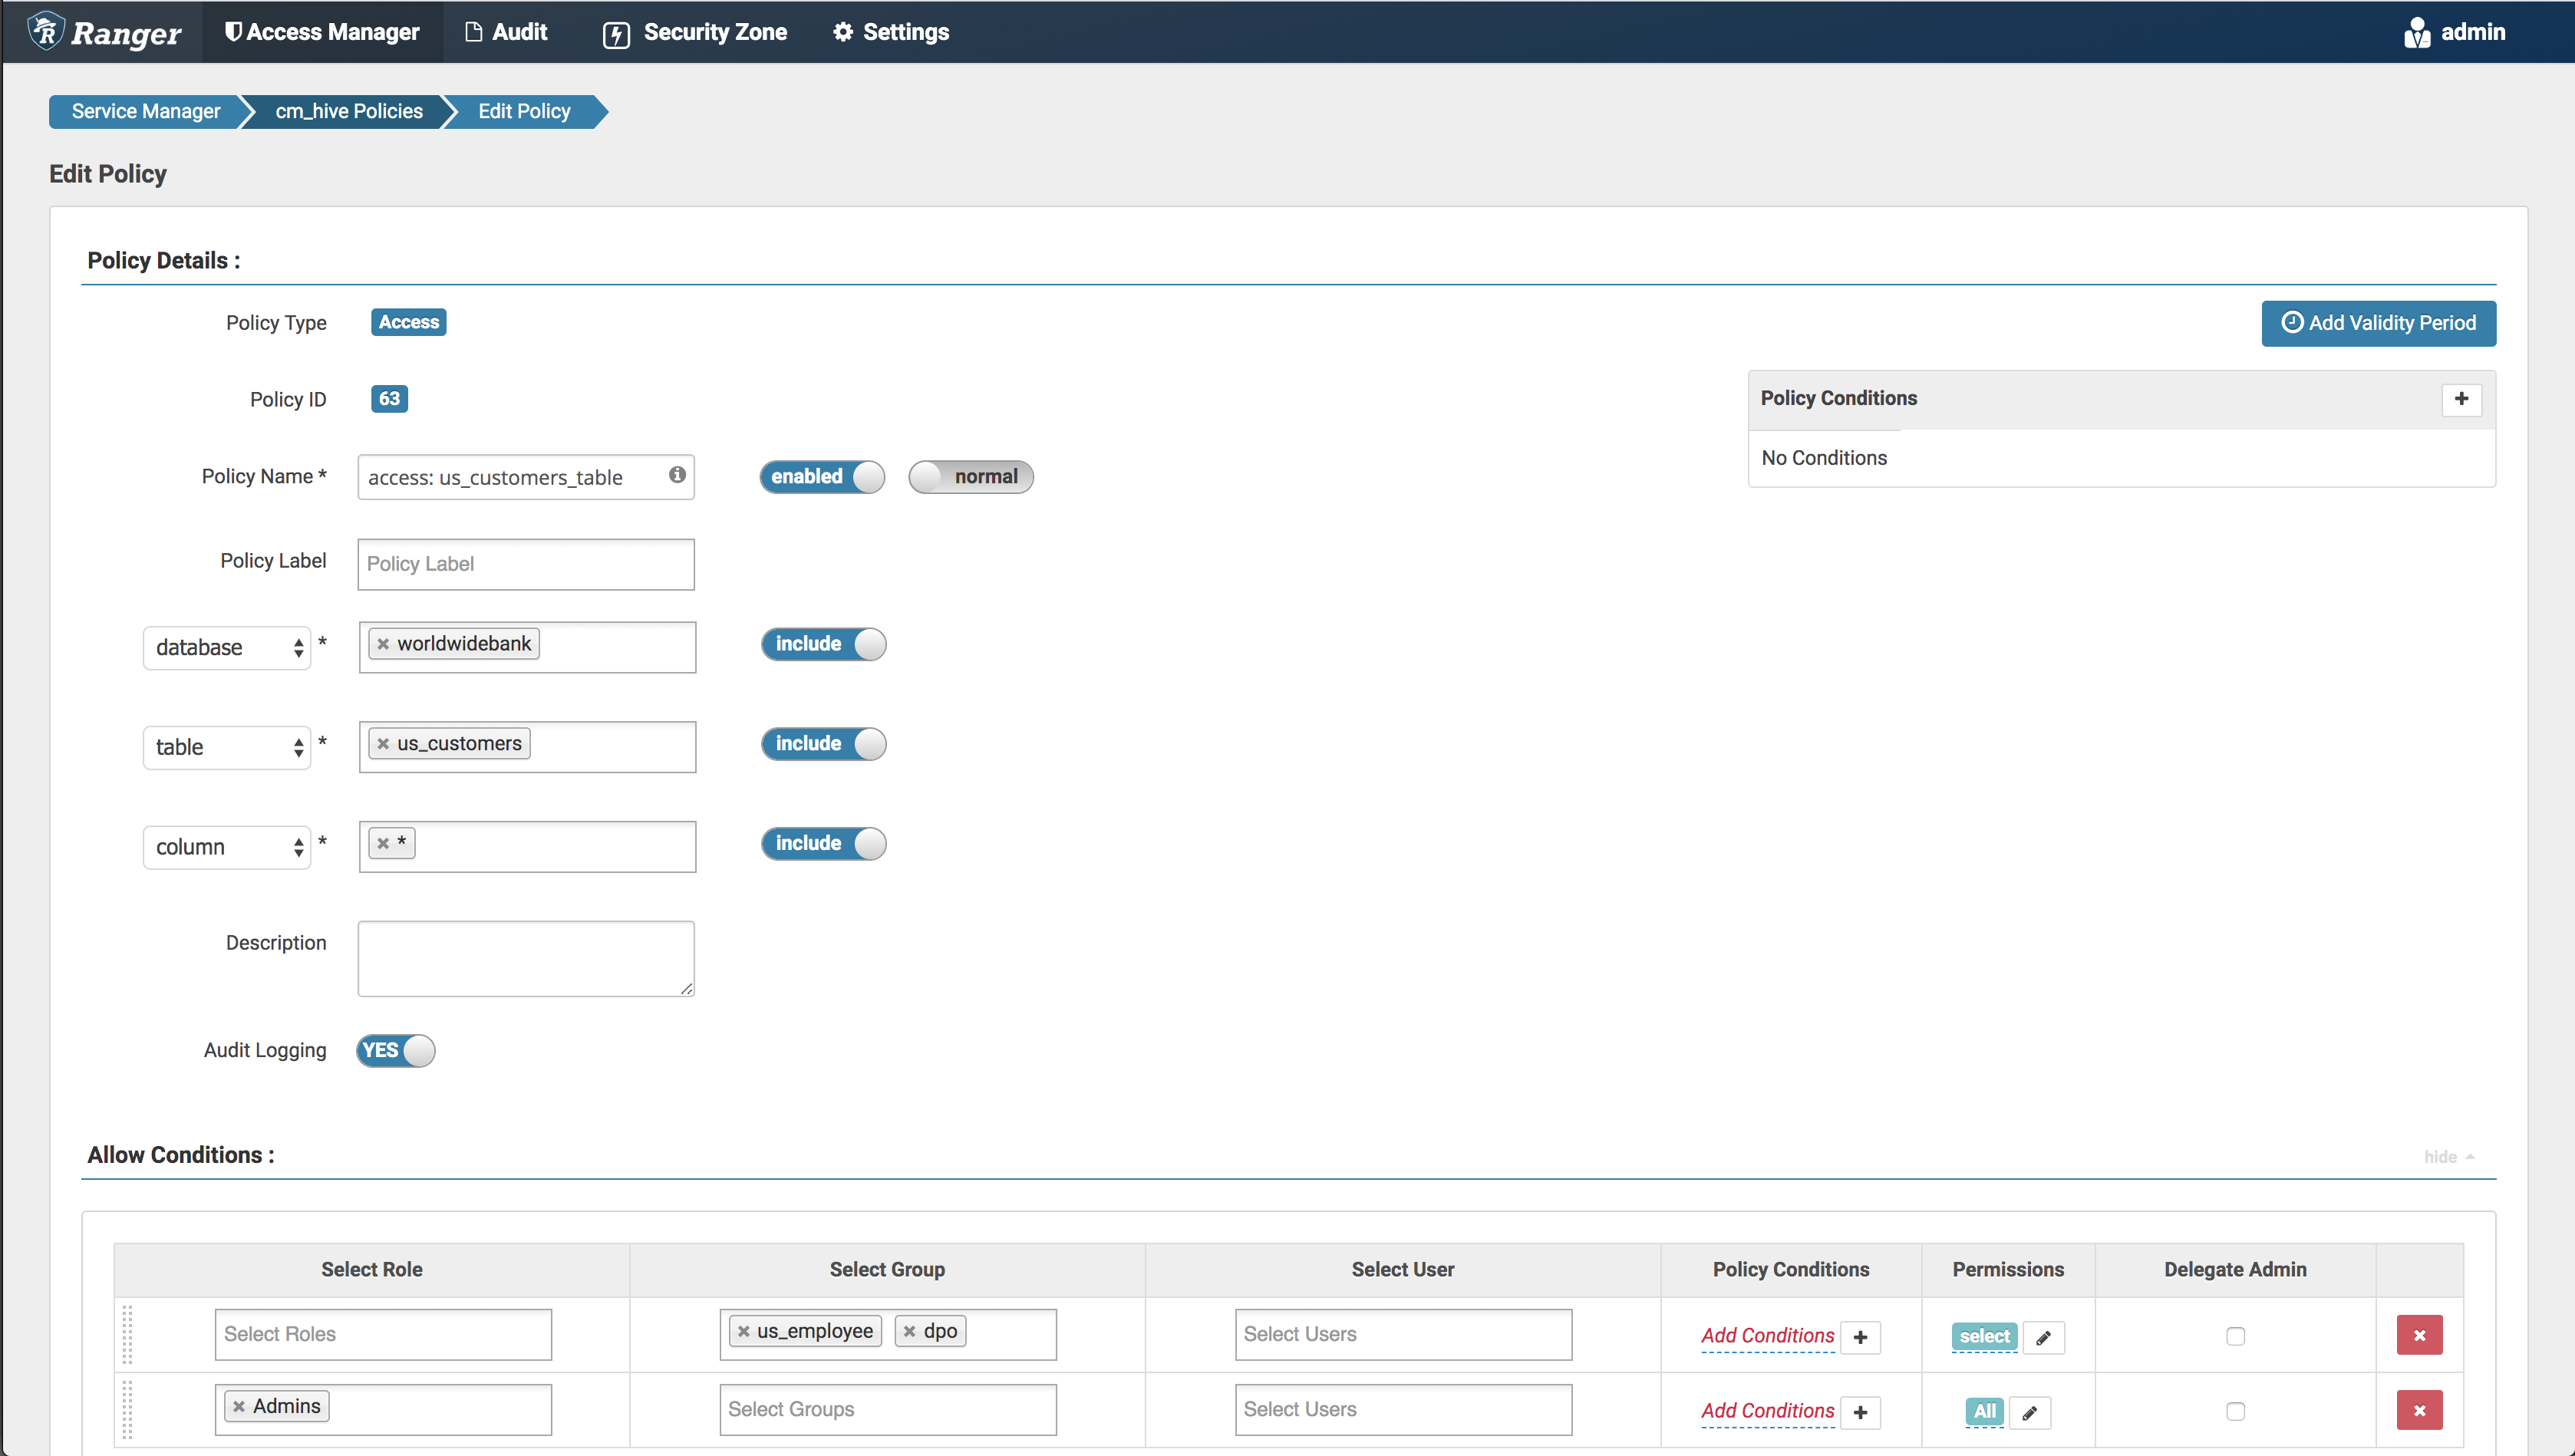 Ranger Access Manager Audit Security Zone Settings admin
Service Manager cm_hive Policies Edit Policy
Edit Policy
Policy Details :
Policy Type Access Add Validity Period
Policy ID 63 Policy Conditions +
No Conditions
Policy Name * access: us_customers_table enabled normal
Policy Label Policy Label
database * × worldwidebank include
table * × us_customers include
column * × * include
Description
Audit Logging YES
Allow Conditions : hide
Select Role Select Group Select User Policy Conditions Permissions Delegate Admin
Select Roles × us_employee × dpo Select Users Add Conditions + select ×
× Admins Select Groups Select Users Add Conditions + All ×